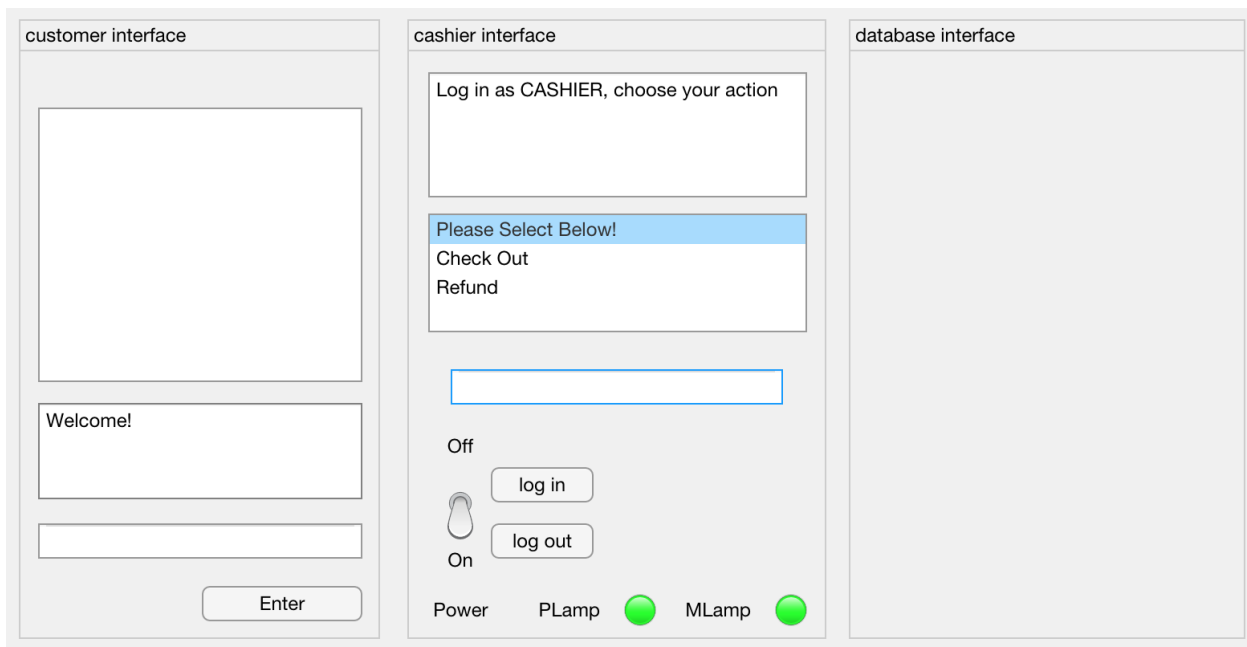 customer interface
Welcome!
Enter
cashier interface
Log in as CASHIER, choose your action
Please Select Below!
Check Out
Refund
Off
log in
log out
On
Power PLamp MLamp
database interface